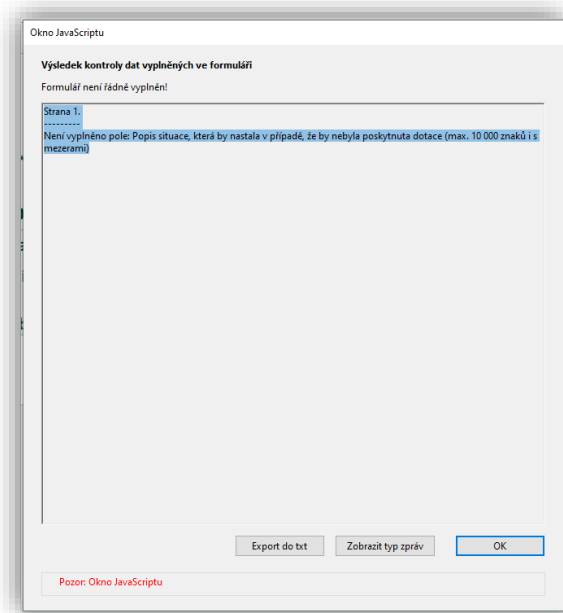 Okno JavaScriptu
Výsledek kontroly dat vyplněných ve formuláři
Formulář není řádně vyplněn!
Strana 1.
---------
Není vyplněno pole: Popis situace, která by nastala v případě, že by nebyla poskytnuta dotace (max. 10 000 znaků i s
mezerami)
Export do txt
Zobrazit typ zpráv
OK
Pozor: Okno JavaScriptu